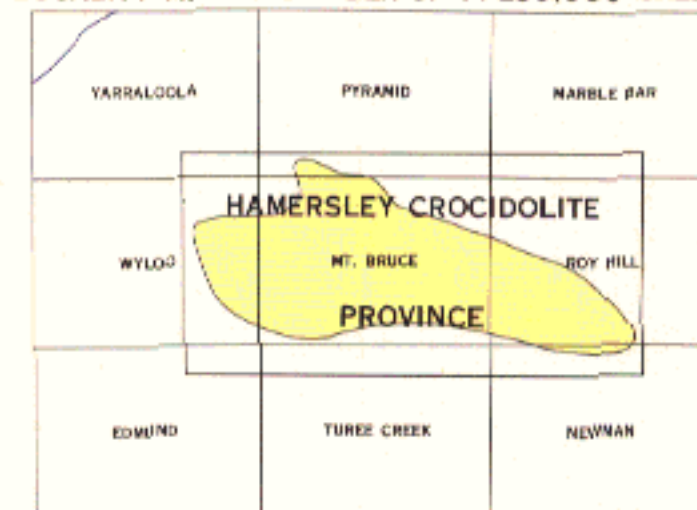 YARRALOOLA PYRAMID MARBLE BAR
HAMERSLEY CROCIDOLITE
WYLOO MT. BRUCE ROY HILL
PROVINCE
EDMUND TUREE CREEK NEWMAN